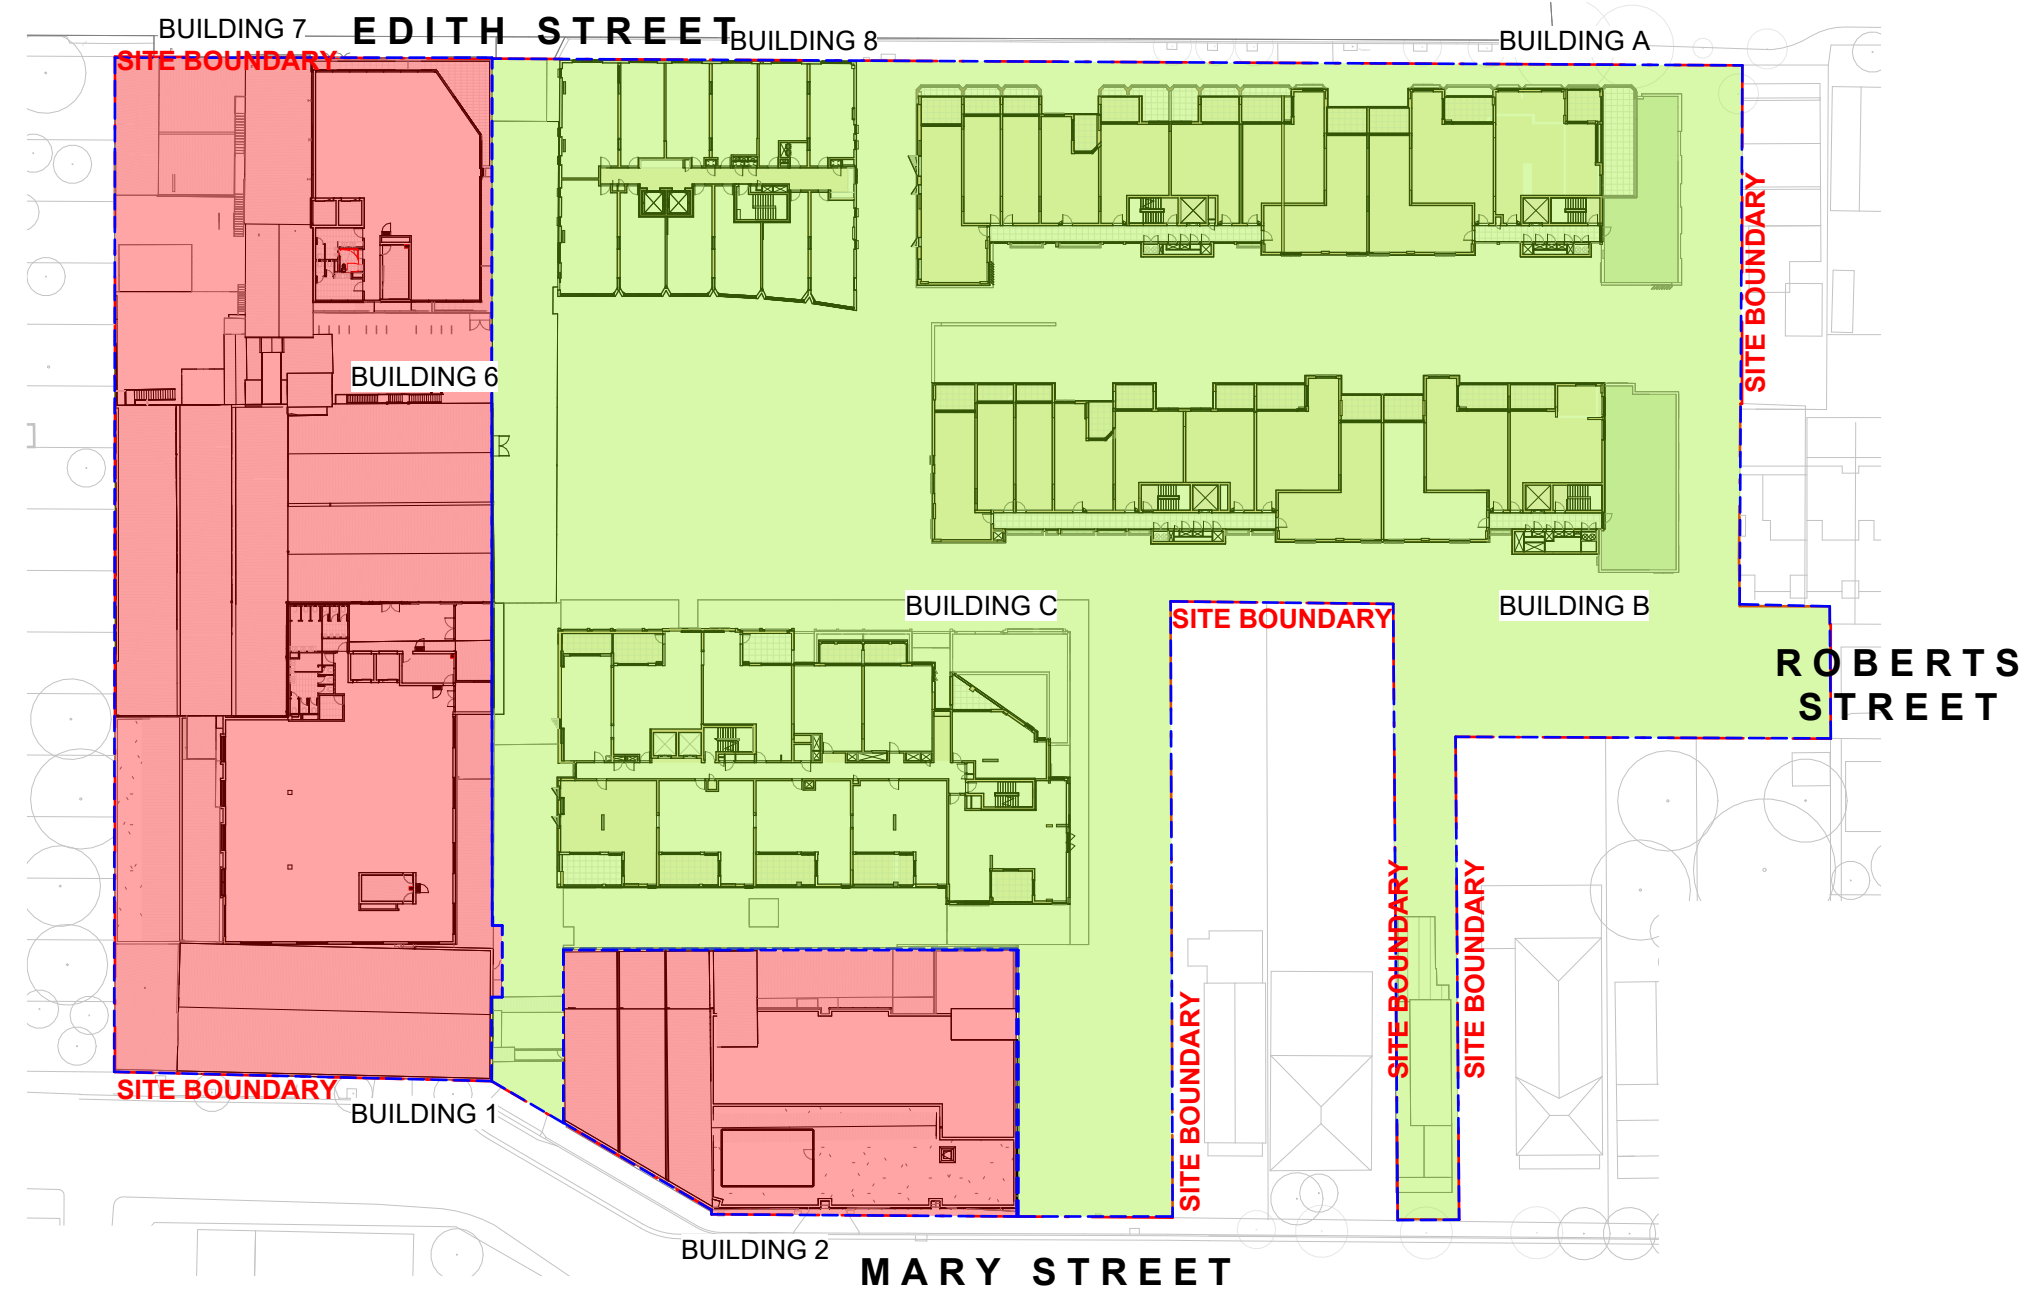 BUILDING 7
EDITH STREET
BUILDING 8
BUILDING A
SITE BOUNDARY
SITE BOUNDARY
BUILDING 6
BUILDING C
SITE BOUNDARY
BUILDING B
ROBERTS
STREET
SITE BOUNDARY
SITE BOUNDARY
SITE BOUNDARY
SITE BOUNDARY
BUILDING 1
BUILDING 2
MARY STREET